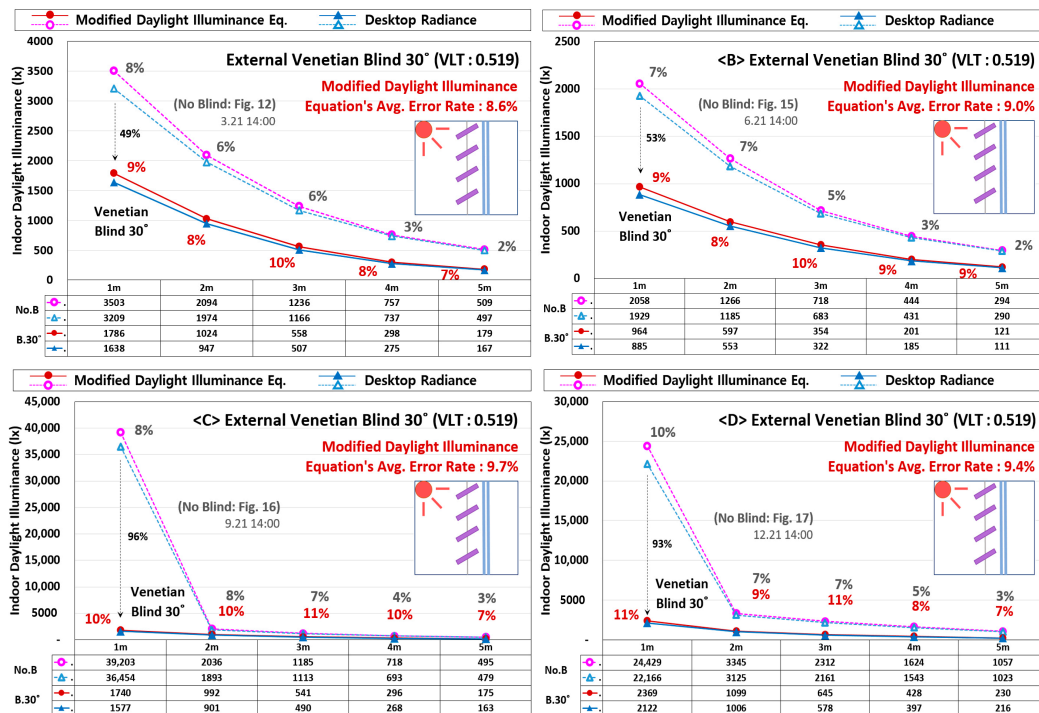 Modified Daylight Illuminance Eq. Desktop Radiance
External Venetian Blind 30˚ (VLT : 0.519)
Modified Daylight Illuminance
Equation's Avg. Error Rate : 8.6%
(No Blind: Fig. 12)
3.21 14:00
Indoor Daylight Illuminance (lx)
4000
3500
3000
2500
2000
1500
1000
500
0
8%
6%
6%
3%
2%
49%
9%
8%
10%
8%
7%
Venetian
Blind 30˚
1m 2m 3m 4m 5m
No.B
. 3503 2094 1236 757 509
. 3209 1974 1166 737 497
B.30˚
. 1786 1024 558 298 179
. 1638 947 507 275 167
Modified Daylight Illuminance Eq. Desktop Radiance
<B> External Venetian Blind 30˚ (VLT : 0.519)
Modified Daylight Illuminance
Equation's Avg. Error Rate : 9.0%
(No Blind: Fig. 15)
6.21 14:00
Indoor Daylight Illuminance (lx)
2500
2000
1500
1000
500
0
7%
7%
5%
3%
2%
53%
9%
8%
10%
9%
9%
Venetian
Blind 30˚
1m 2m 3m 4m 5m
No.B
. 2058 1266 718 444 294
. 1929 1185 683 431 290
B.30˚
. 964 597 354 201 121
. 885 553 322 185 111
Modified Daylight Illuminance Eq. Desktop Radiance
<C> External Venetian Blind 30˚ (VLT : 0.519)
Modified Daylight Illuminance
Equation's Avg. Error Rate : 9.7%
(No Blind: Fig. 16)
9.21 14:00
Indoor Daylight Illuminance (lx)
45,000
40,000
35,000
30,000
25,000
20,000
15,000
10,000
5000
-
8%
96%
Venetian
Blind 30˚
8% 7% 4% 3%
10% 10% 11% 10% 7%
1m 2m 3m 4m 5m
No.B
. 39,203 2036 1185 718 495
. 36,454 1893 1113 693 479
B.30˚
. 1740 992 541 296 175
. 1577 901 490 268 163
Modified Daylight Illuminance Eq. Desktop Radiance
<D> External Venetian Blind 30˚ (VLT : 0.519)
Modified Daylight Illuminance
Equation's Avg. Error Rate : 9.4%
(No Blind: Fig. 17)
12.21 14:00
Indoor Daylight Illuminance (lx)
30,000
25,000
20,000
15,000
10,000
5000
-
10%
93%
Venetian
Blind 30˚
7% 7% 5% 3%
11% 9% 11% 8% 7%
1m 2m 3m 4m 5m
No.B
. 24,429 3345 2312 1624 1057
. 22,166 3125 2161 1543 1023
B.30˚
. 2369 1099 645 428 230
. 2122 1006 578 397 216